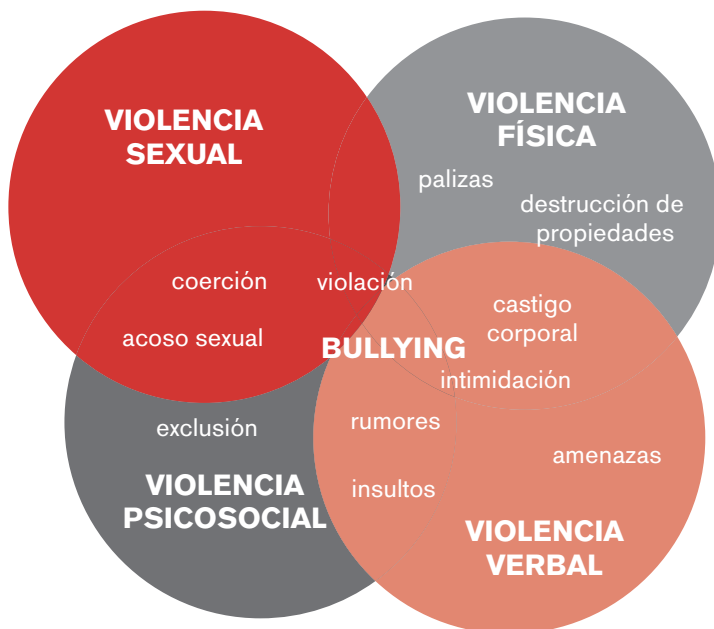 VIOLENCIA
SEXUAL
VIOLENCIA
FÍSICA
palizas
destrucción de
propiedades
coerción
violación
castigo
corporal
acoso sexual
BULLYING
intimidación
exclusión
rumores
amenazas
VIOLENCIA
PSICOSOCIAL
insultos
VIOLENCIA
VERBAL